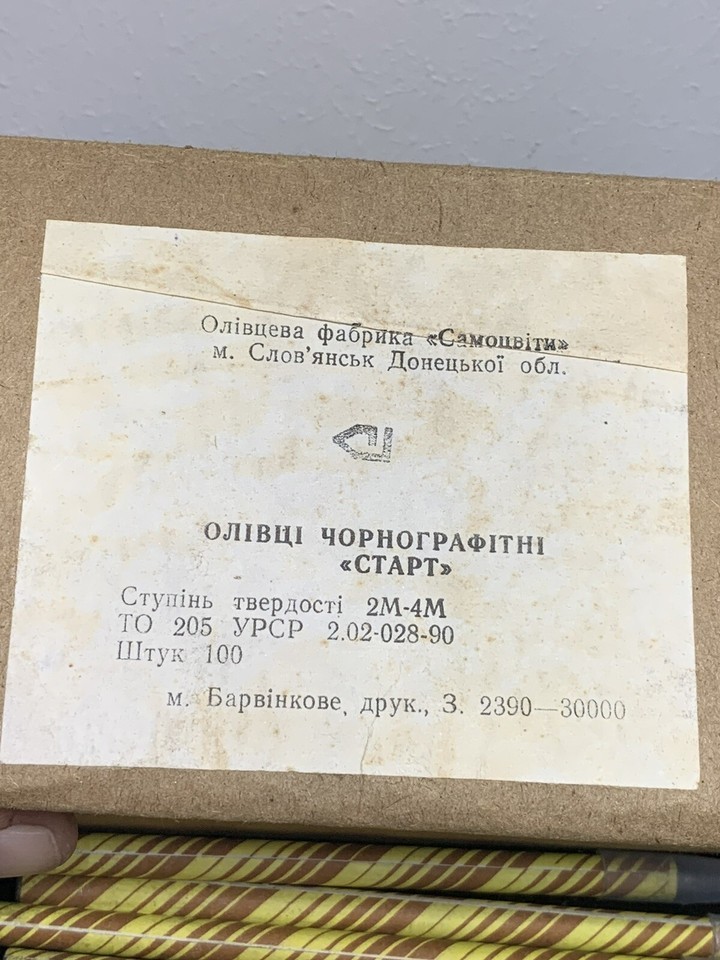 Олівцева фабрика «Самоцвіти»
м. Слов'янськ Донецької обл.
ОЛІВЦІ ЧОРНОГРАФІТНІ
«СТАРТ»
Ступінь твердості 2М-4М
ТО 205 УРСР 2.02-028-90
Штук 100
м. Барвінкове, друк., З. 2390—30000